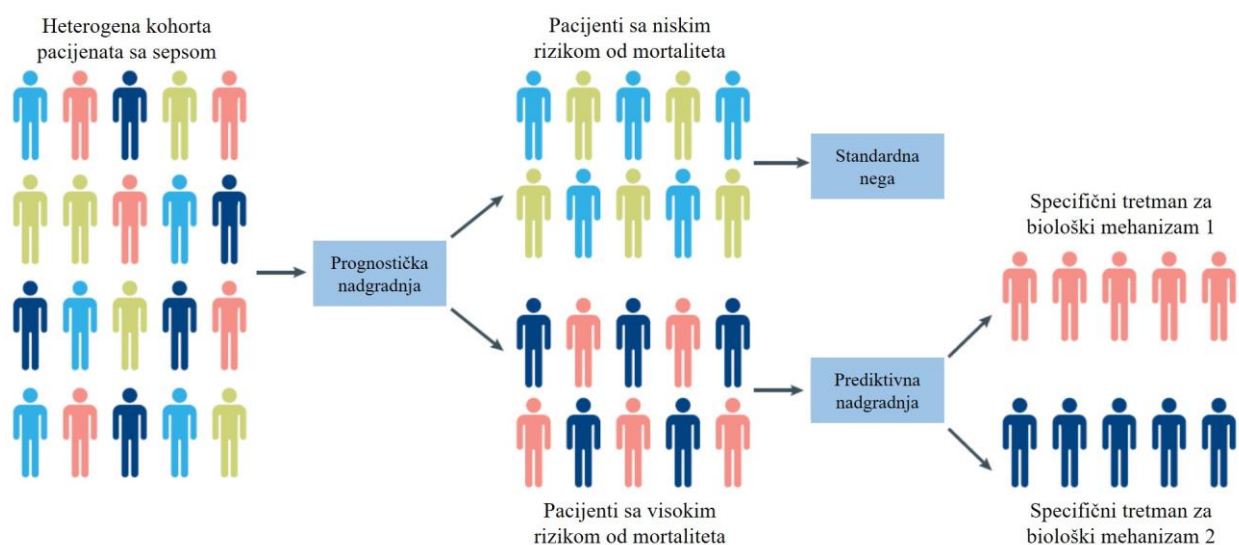 Heterogena kohorta
pacijenata sa sepsom
Pacijenti sa niskim
rizikom od mortaliteta
Standardna
nega
Prognostička
nadgradnja
Specifični tretman za
biološki mehanizam 1
Prediktivna
nadgradnja
Pacijenti sa visokim
rizikom od mortaliteta
Specifični tretman za
biološki mehanizam 2